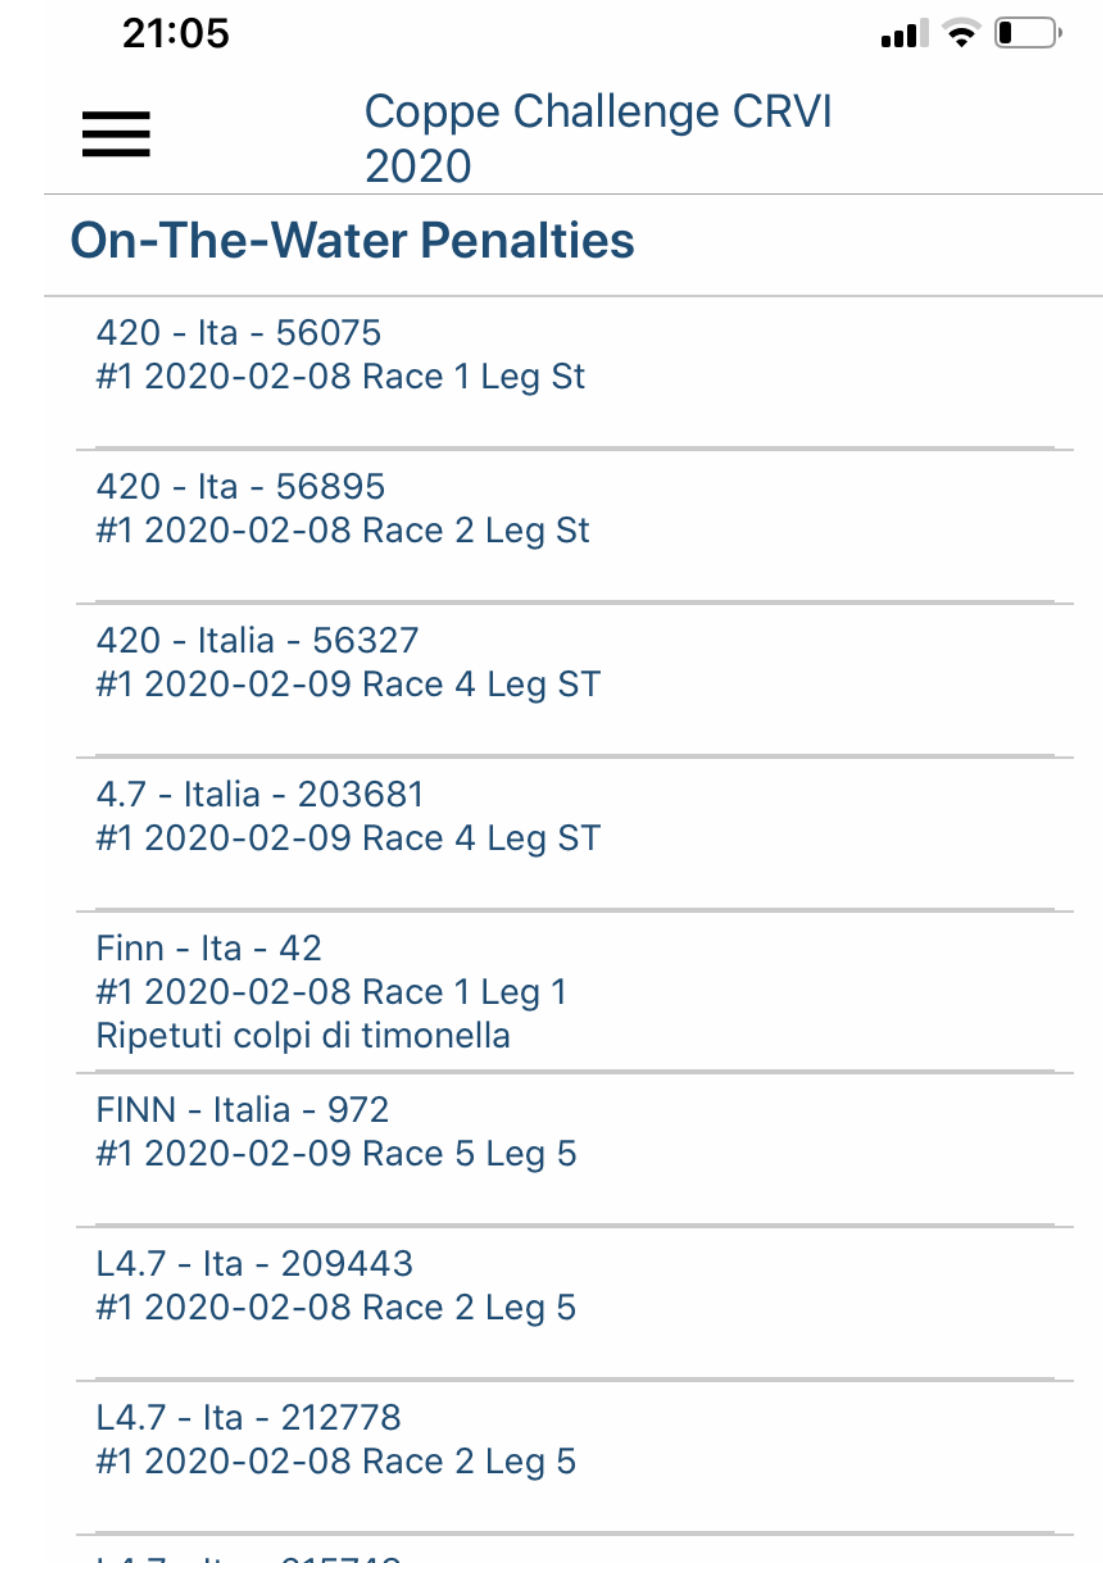 21:05
Coppe Challenge CRVI
2020
On-The-Water Penalties
420 - Ita - 56075
#1 2020-02-08 Race 1 Leg St
420 - Ita - 56895
#1 2020-02-08 Race 2 Leg St
420 - Italia - 56327
#1 2020-02-09 Race 4 Leg ST
4.7 - Italia - 203681
#1 2020-02-09 Race 4 Leg ST
Finn - Ita - 42
#1 2020-02-08 Race 1 Leg 1
Ripetuti colpi di timonella
FINN - Italia - 972
#1 2020-02-09 Race 5 Leg 5
L4.7 - Ita - 209443
#1 2020-02-08 Race 2 Leg 5
L4.7 - Ita - 212778
#1 2020-02-08 Race 2 Leg 5